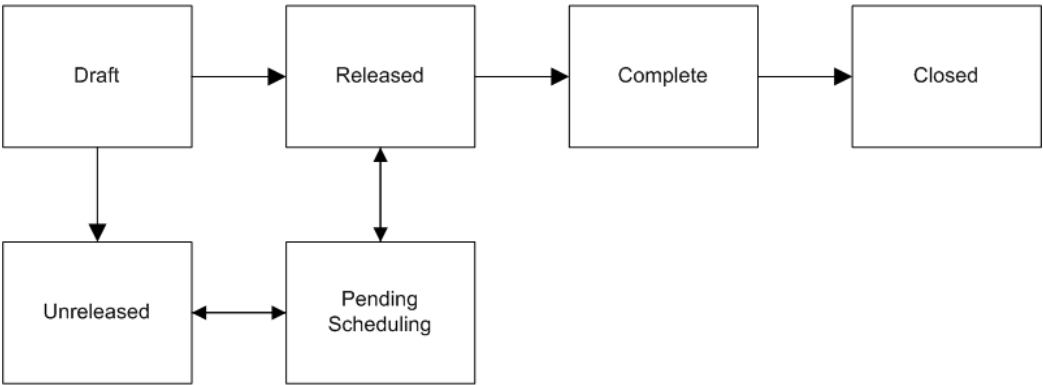 Draft
Released
Complete
Closed
Unreleased
Pending
Scheduling